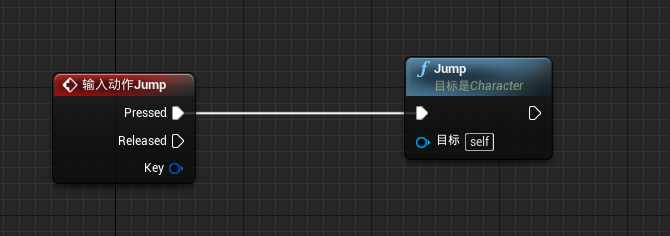 输入动作Jump
Pressed
Released
Key
f Jump
目标是Character
目标 self